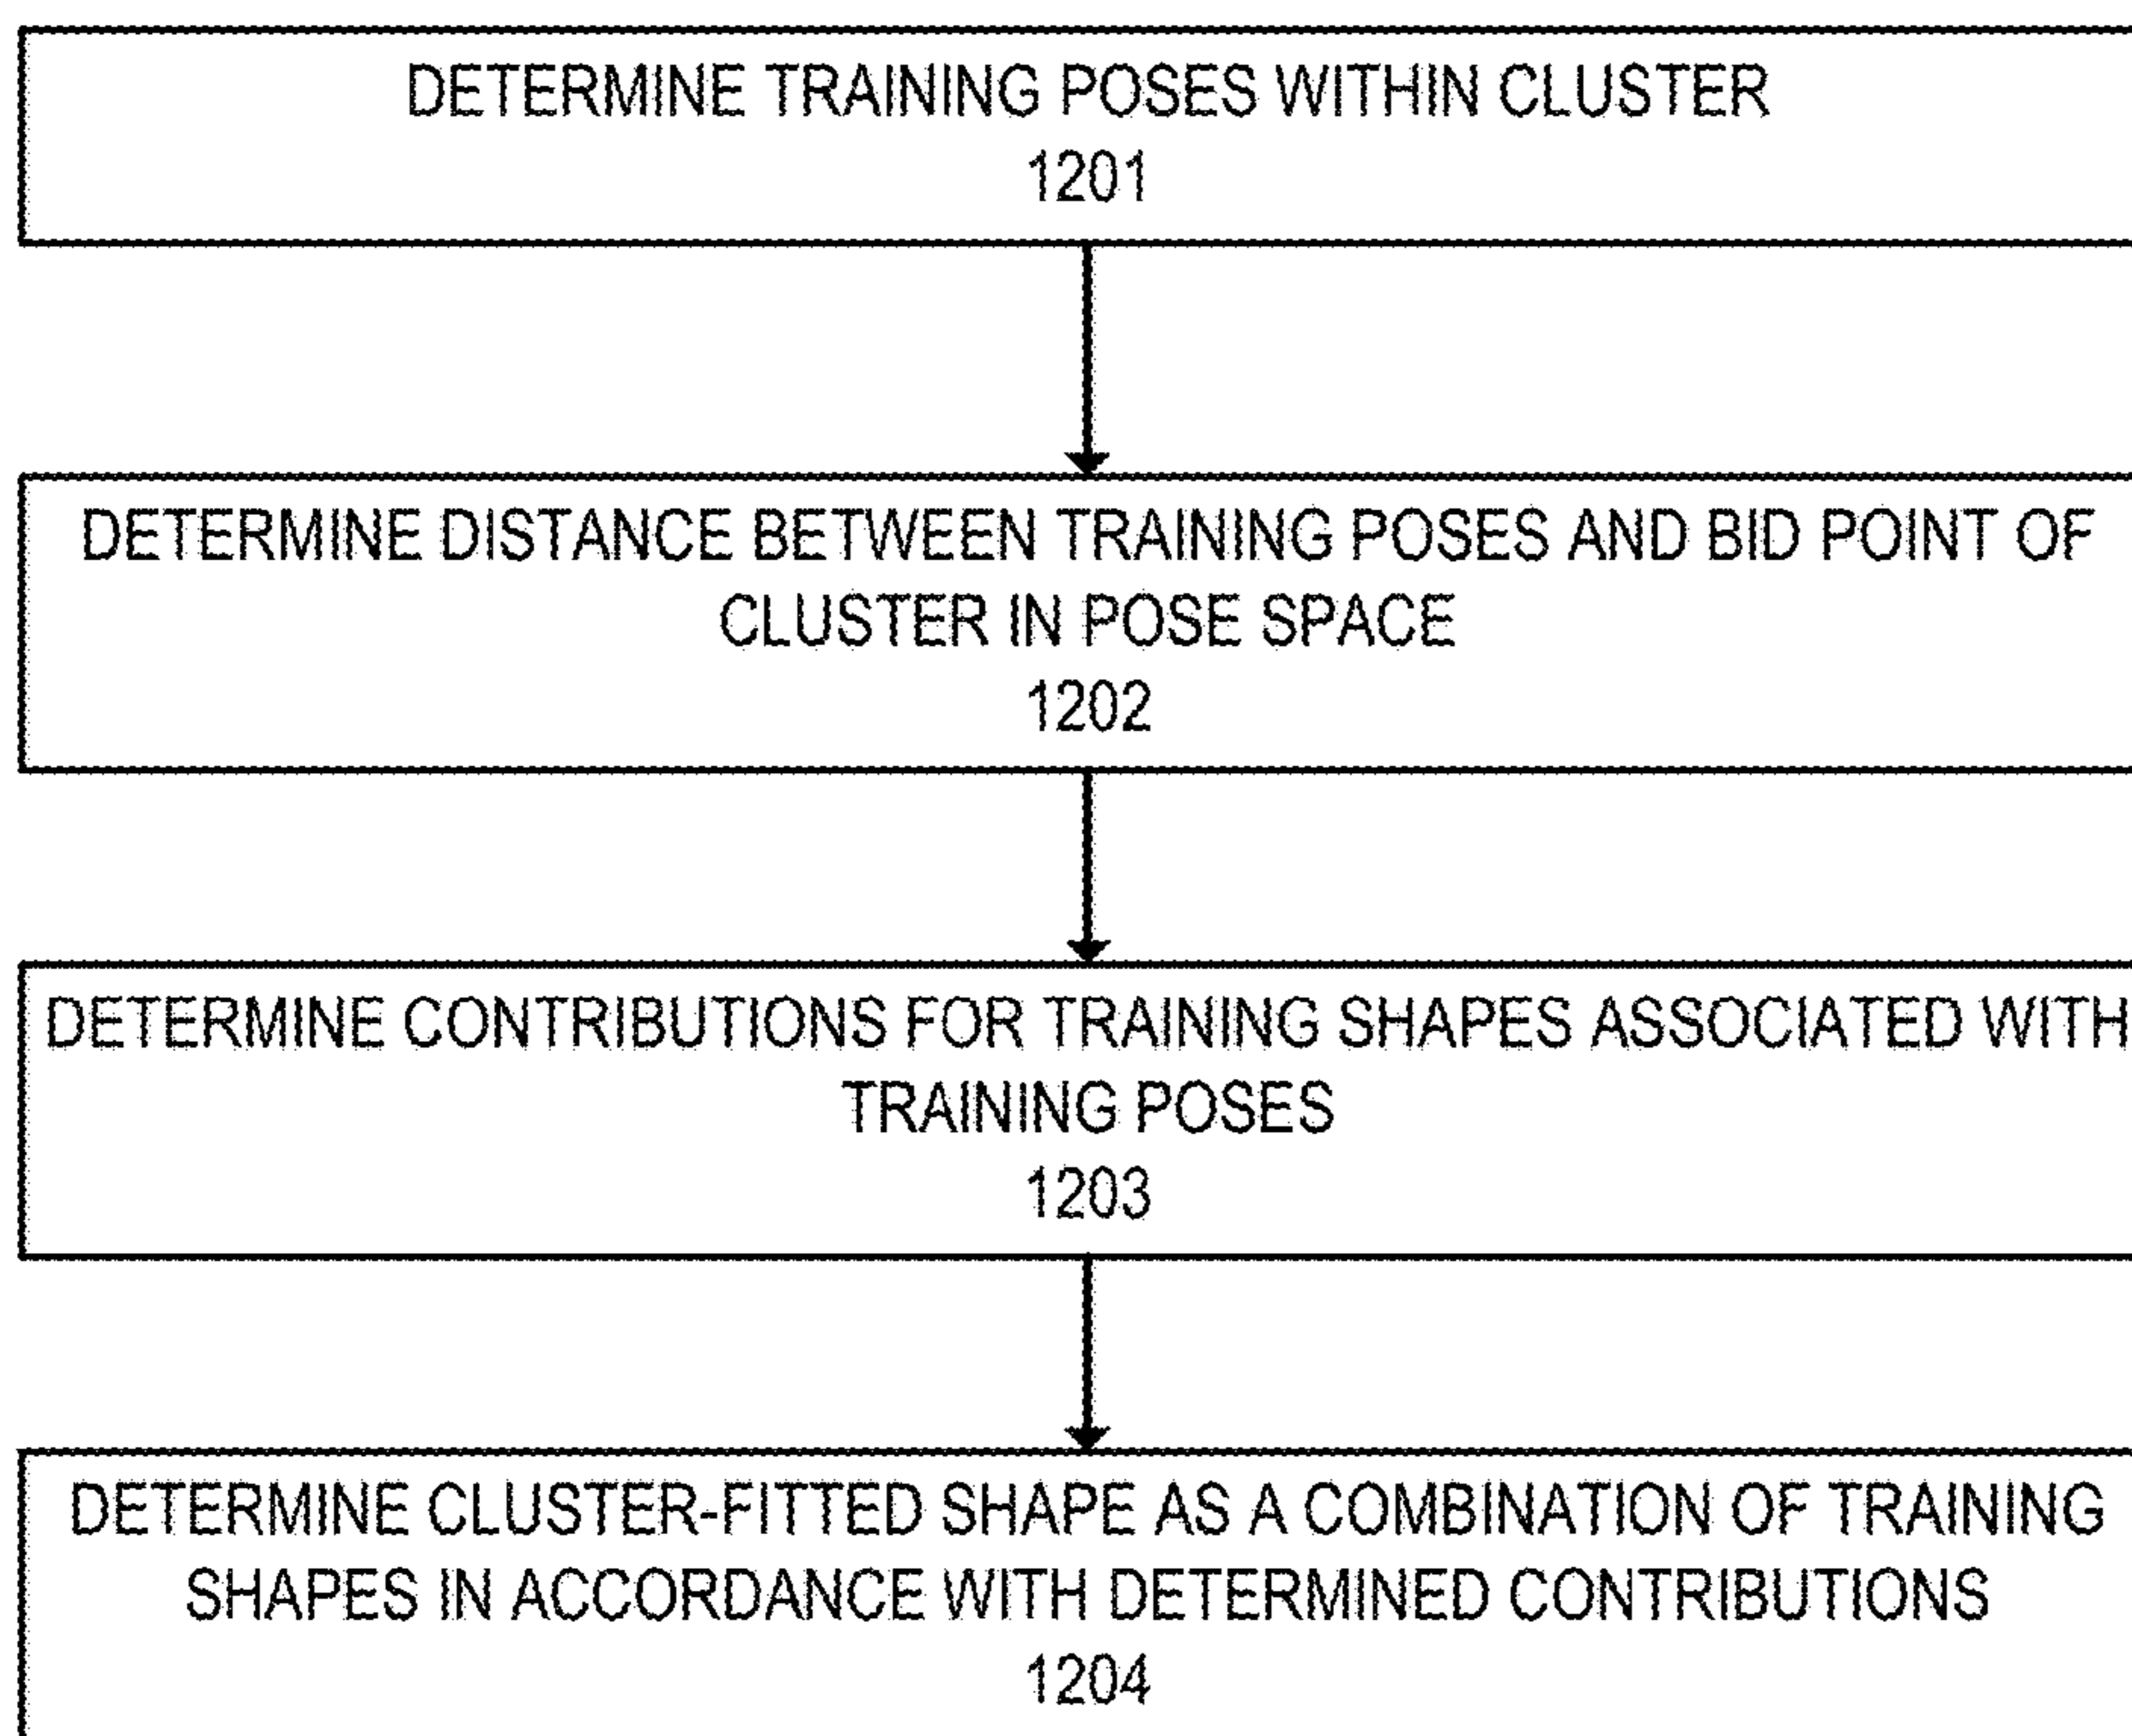 DETERMINE TRAINING POSES WITHIN CLUSTER
1201
DETERMINE DISTANCE BETWEEN TRAINING POSES AND BID POINT OF
CLUSTER IN POSE SPACE
1202
DETERMINE CONTRIBUTIONS FOR TRAINING SHAPES ASSOCIATED WITH
TRAINING POSES
1203
DETERMINE CLUSTER-FITTED SHAPE AS A COMBINATION OF TRAINING
SHAPES IN ACCORDANCE WITH DETERMINED CONTRIBUTIONS
1204